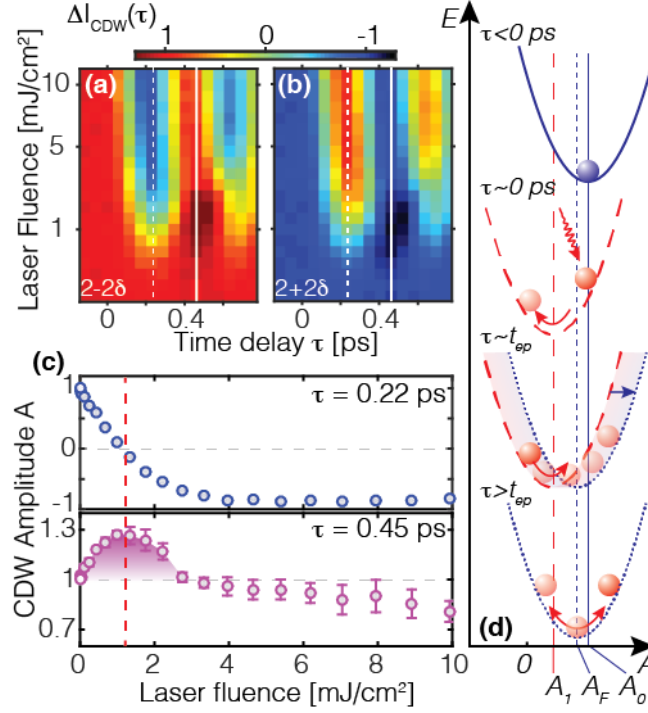 ΔI_CDW(τ)
1 0 -1
(a)
(b)
Laser Fluence [mJ/cm²]
10
5
1
2-2δ
2+2δ
0 0.4 0 0.4
Time delay τ [ps]
(c)
CDW Amplitude A
1
0
-1
τ = 0.22 ps
1.3
1
0.7
τ = 0.45 ps
0 2 4 6 8 10
Laser fluence [mJ/cm²]
E
τ<0 ps
τ~0 ps
τ~t_ep
τ>t_ep
(d)
0 A_1 A_F A_0